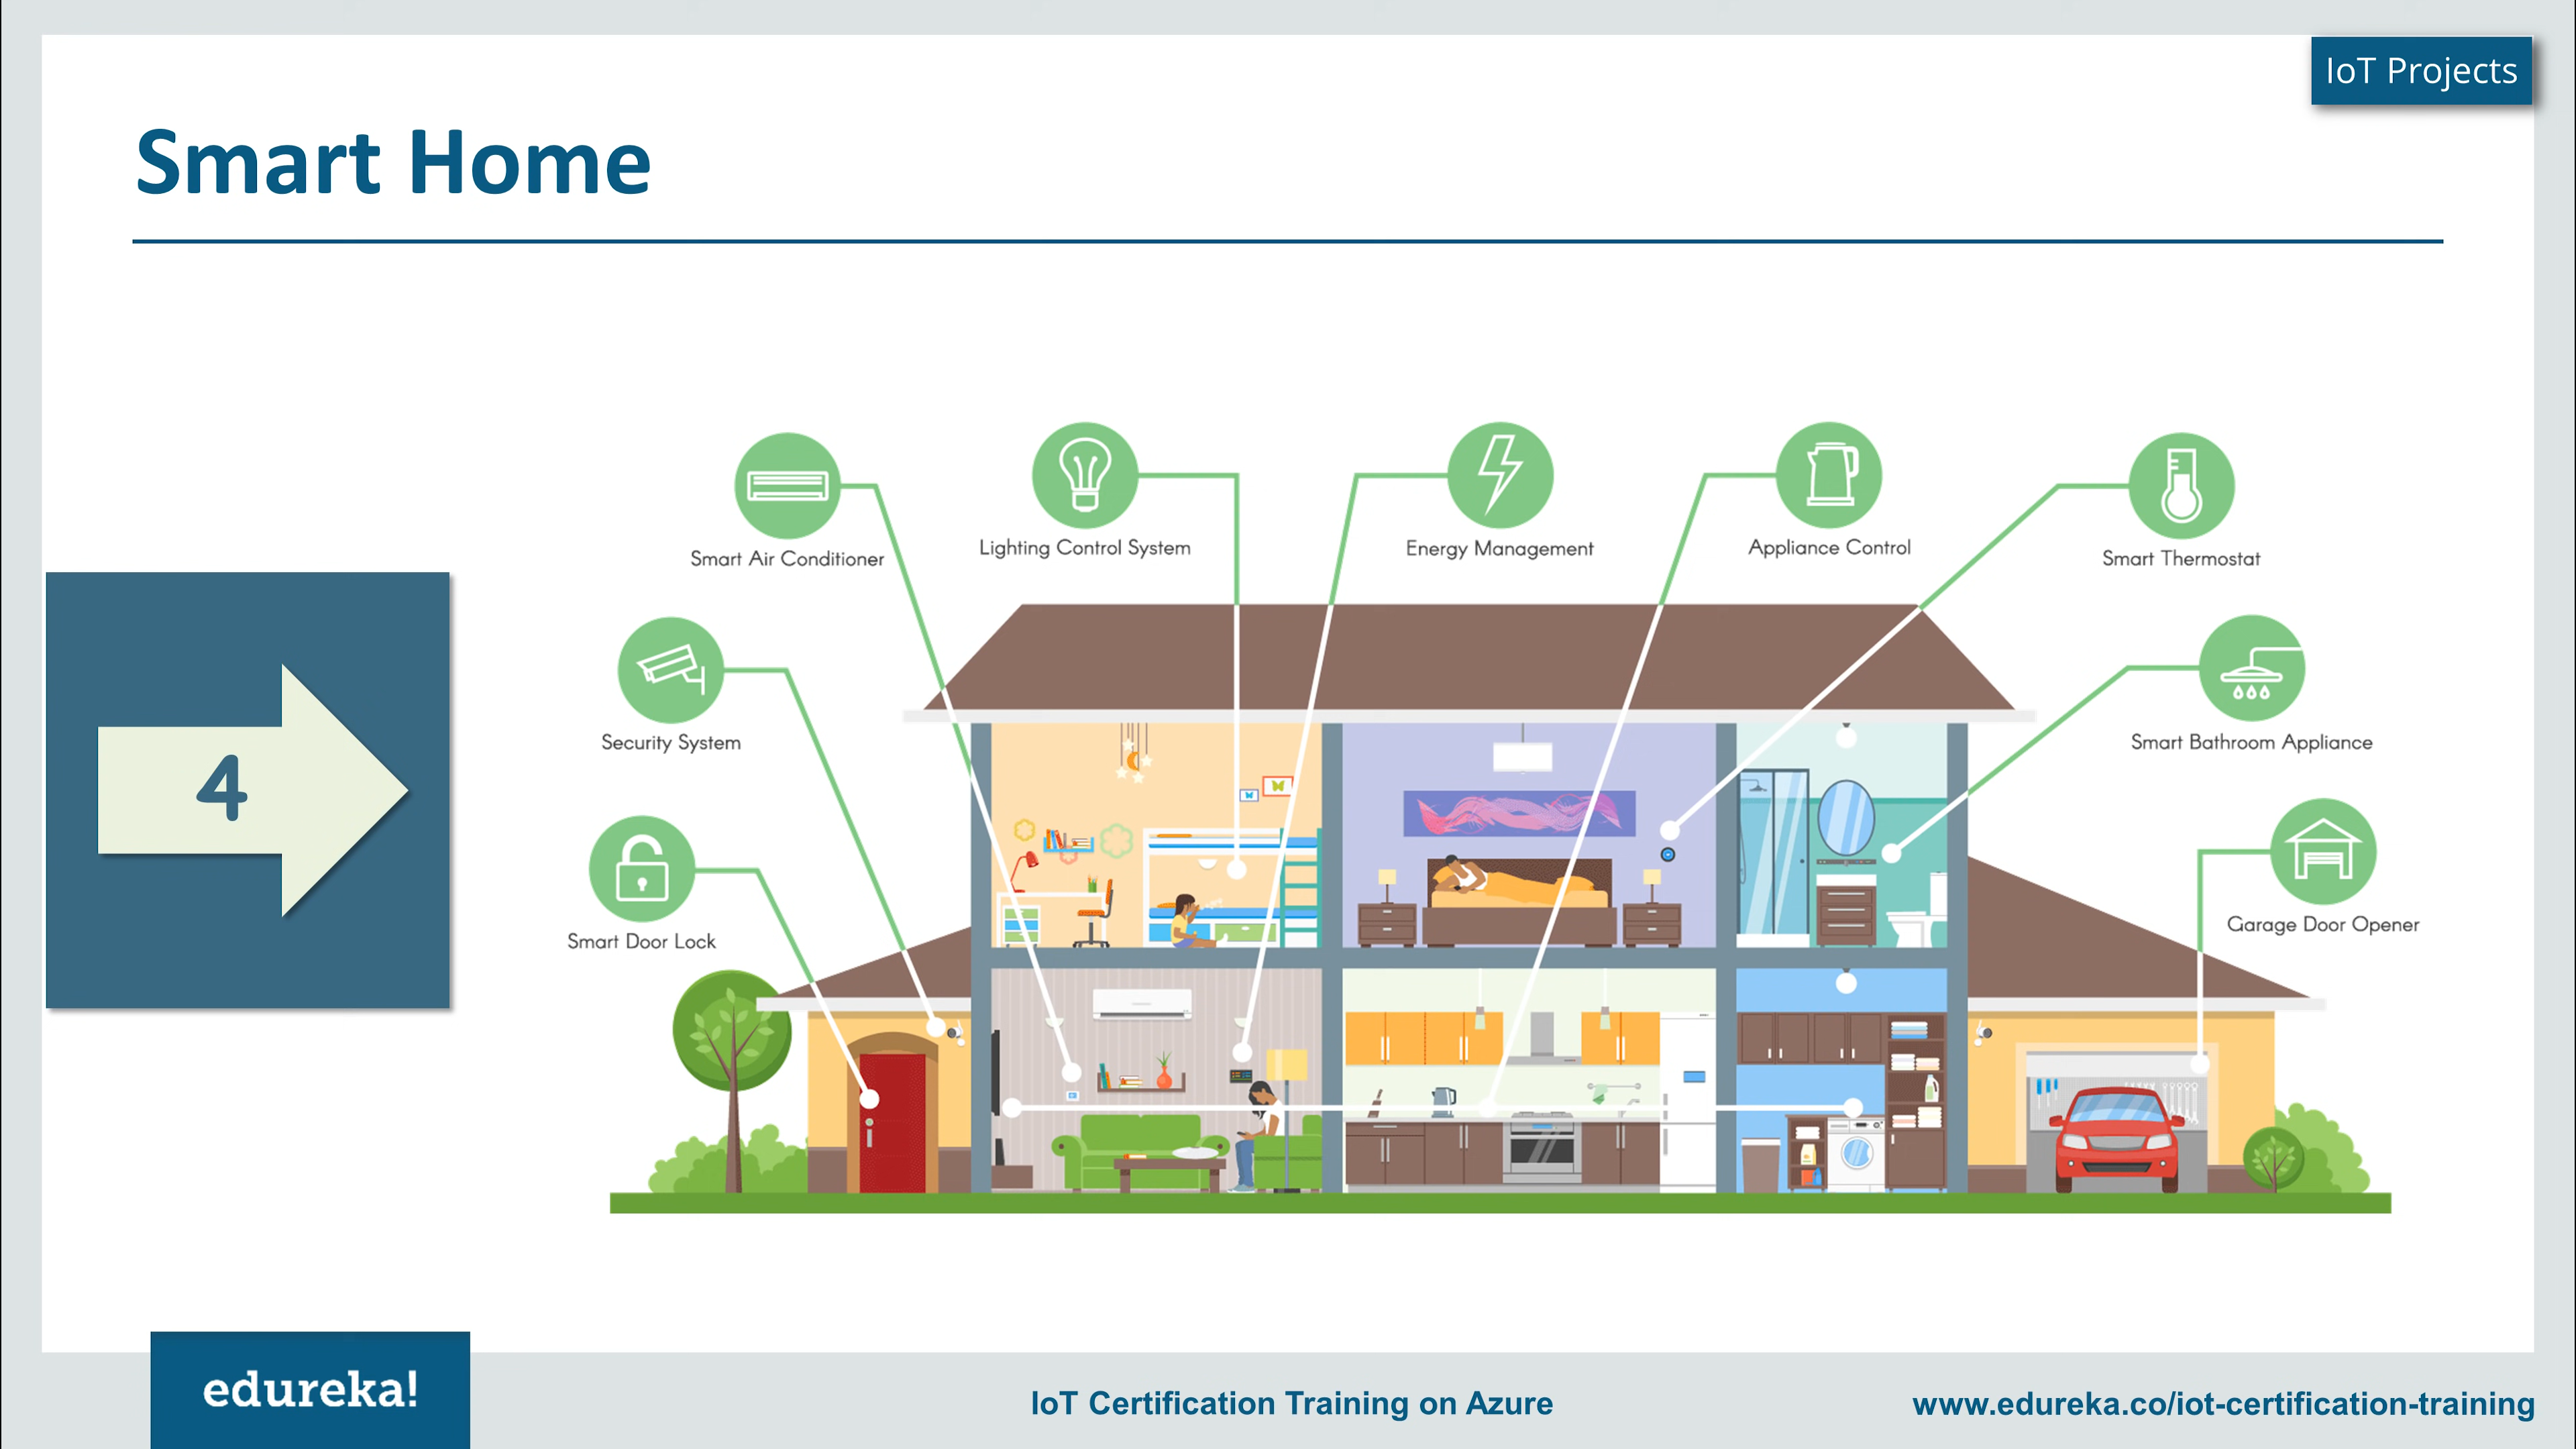 IoT Projects
Smart Home
Smart Air Conditioner
Lighting Control System
Energy Management
Appliance Control
Smart Thermostat
Security System
Smart Bathroom Appliance
4
Smart Door Lock
Garage Door Opener
edureka!
IoT Certification Training on Azure
www.edureka.co/iot-certification-training